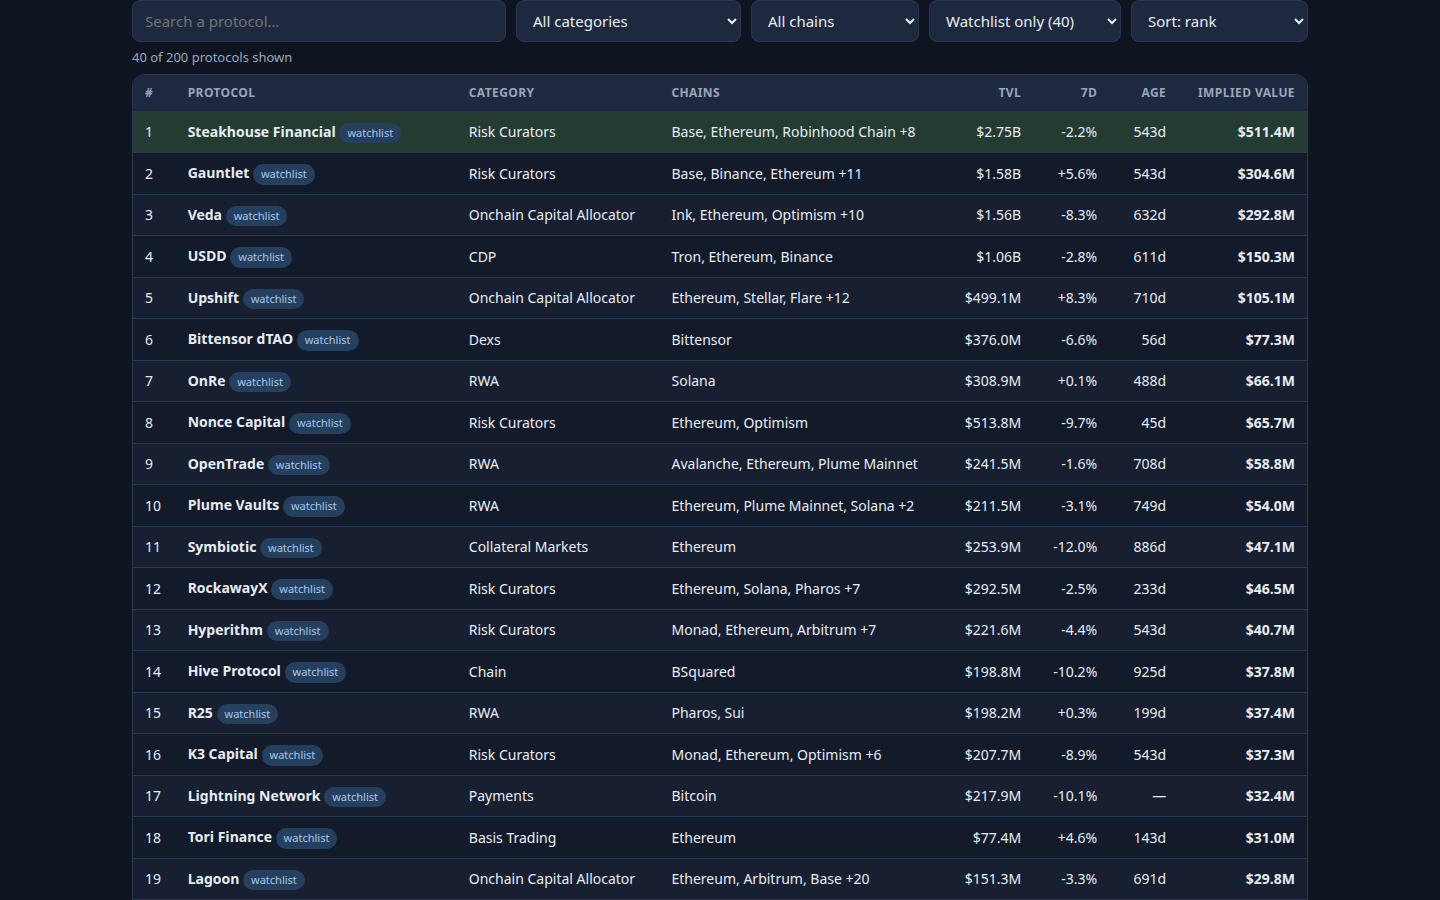 Search a protocol... All categories All chains Watchlist only (40) Sort: rank
40 of 200 protocols shown
# PROTOCOL CATEGORY CHAINS TVL 7D AGE IMPLIED VALUE
1 Steakhouse Financial watchlist Risk Curators Base, Ethereum, Robinhood Chain +8 $2.75B -2.2% 543d $511.4M
2 Gauntlet watchlist Risk Curators Base, Binance, Ethereum +11 $1.58B +5.6% 543d $304.6M
3 Veda watchlist Onchain Capital Allocator Ink, Ethereum, Optimism +10 $1.56B -8.3% 632d $292.8M
4 USDD watchlist CDP Tron, Ethereum, Binance $1.06B -2.8% 611d $150.3M
5 Upshift watchlist Onchain Capital Allocator Ethereum, Stellar, Flare +12 $499.1M +8.3% 710d $105.1M
6 Bittensor dTAO watchlist Dexs Bittensor $376.0M -6.6% 56d $77.3M
7 OnRe watchlist RWA Solana $308.9M +0.1% 488d $66.1M
8 Nonce Capital watchlist Risk Curators Ethereum, Optimism $513.8M -9.7% 45d $65.7M
9 OpenTrade watchlist RWA Avalanche, Ethereum, Plume Mainnet $241.5M -1.6% 708d $58.8M
10 Plume Vaults watchlist RWA Ethereum, Plume Mainnet, Solana +2 $211.5M -3.1% 749d $54.0M
11 Symbiotic watchlist Collateral Markets Ethereum $253.9M -12.0% 886d $47.1M
12 RockawayX watchlist Risk Curators Ethereum, Solana, Pharos +7 $292.5M -2.5% 233d $46.5M
13 Hyperithm watchlist Risk Curators Monad, Ethereum, Arbitrum +7 $221.6M -4.4% 543d $40.7M
14 Hive Protocol watchlist Chain BSquared $198.8M -10.2% 925d $37.8M
15 R25 watchlist RWA Pharos, Sui $198.2M +0.3% 199d $37.4M
16 K3 Capital watchlist Risk Curators Monad, Ethereum, Optimism +6 $207.7M -8.9% 543d $37.3M
17 Lightning Network watchlist Payments Bitcoin $217.9M -10.1% — $32.4M
18 Tori Finance watchlist Basis Trading Ethereum $77.4M +4.6% 143d $31.0M
19 Lagoon watchlist Onchain Capital Allocator Ethereum, Arbitrum, Base +20 $151.3M -3.3% 691d $29.8M